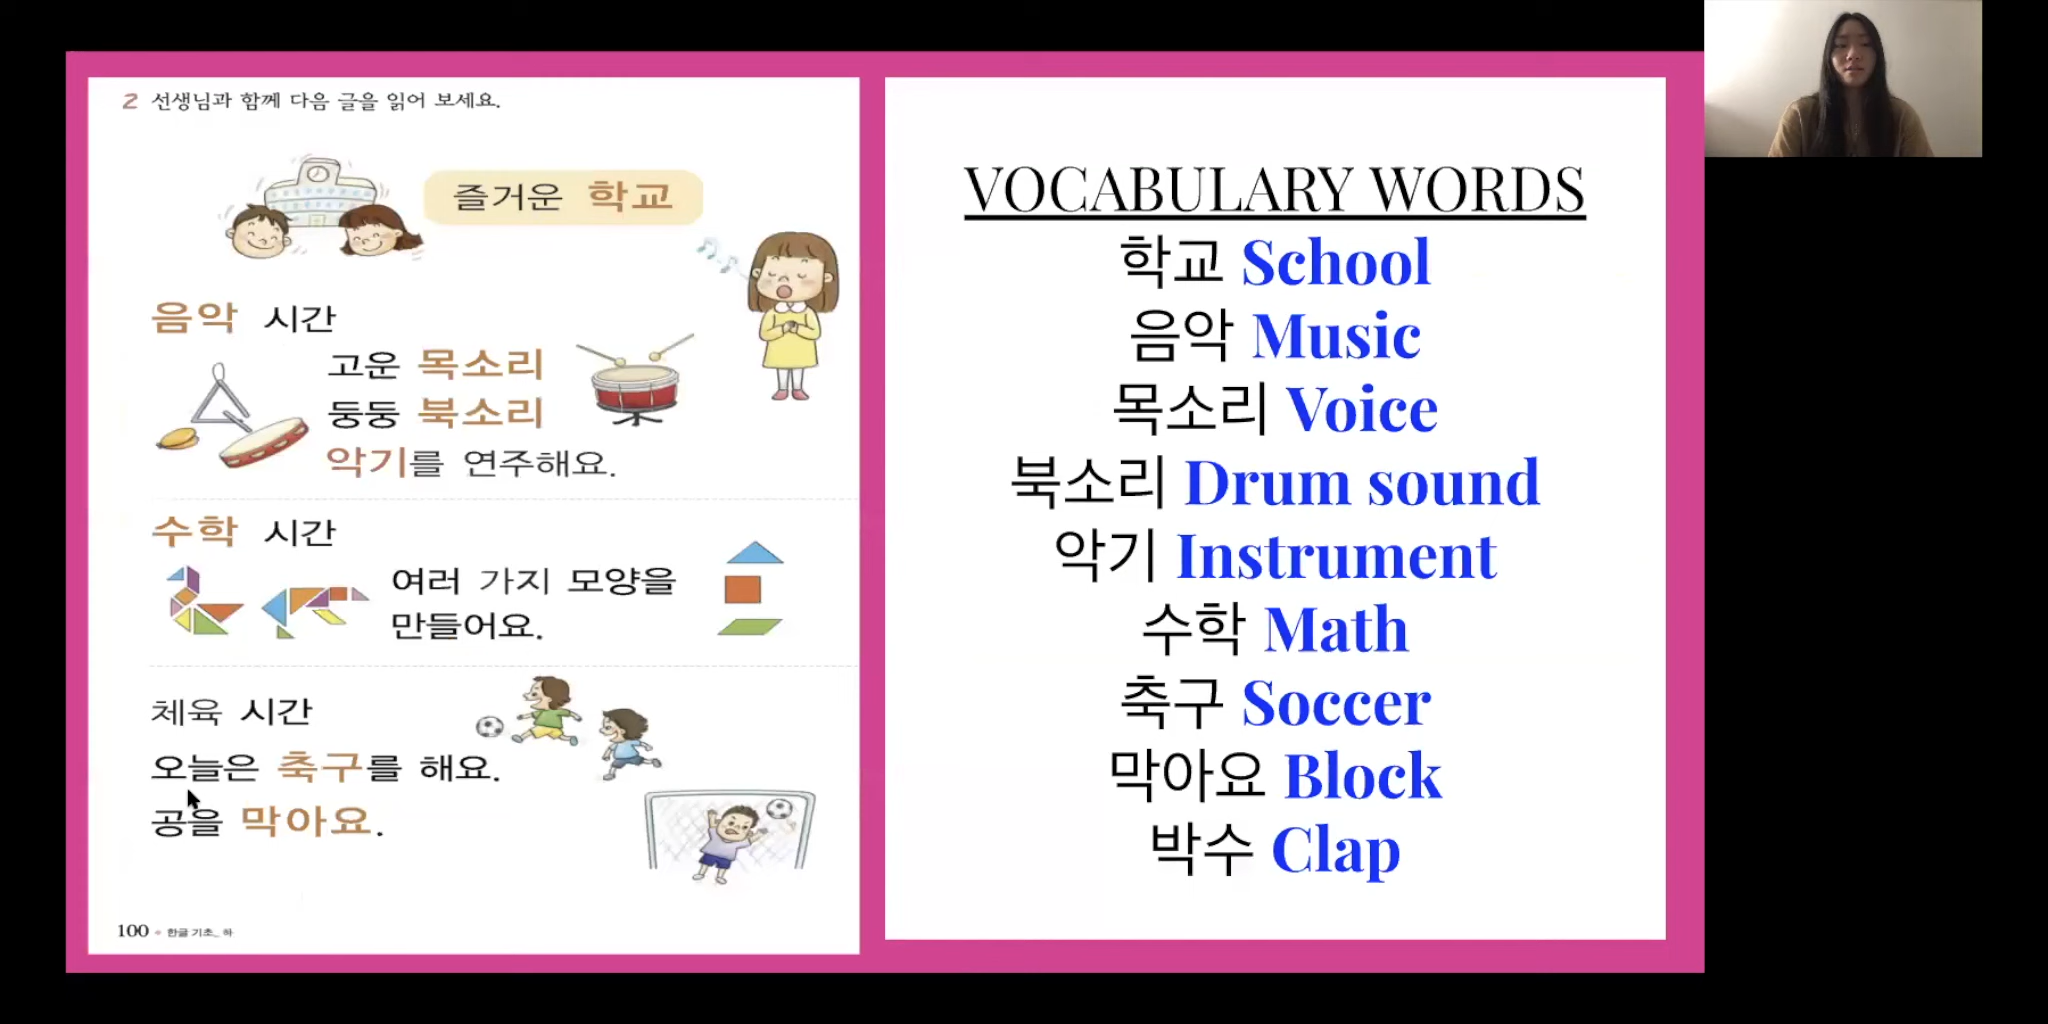 2 선생님과 함께 다음 글을 읽어 보세요.
즐거운 학교
음악 시간
고운 목소리
둥둥 북소리
악기를 연주해요.
수학 시간
여러 가지 모양을
만들어요.
체육 시간
오늘은 축구를 해요.
공을 막아요.
100 • 한글 기초_ 하
VOCABULARY WORDS
학교 School
음악 Music
목소리 Voice
북소리 Drum sound
악기 Instrument
수학 Math
축구 Soccer
막아요 Block
박수 Clap